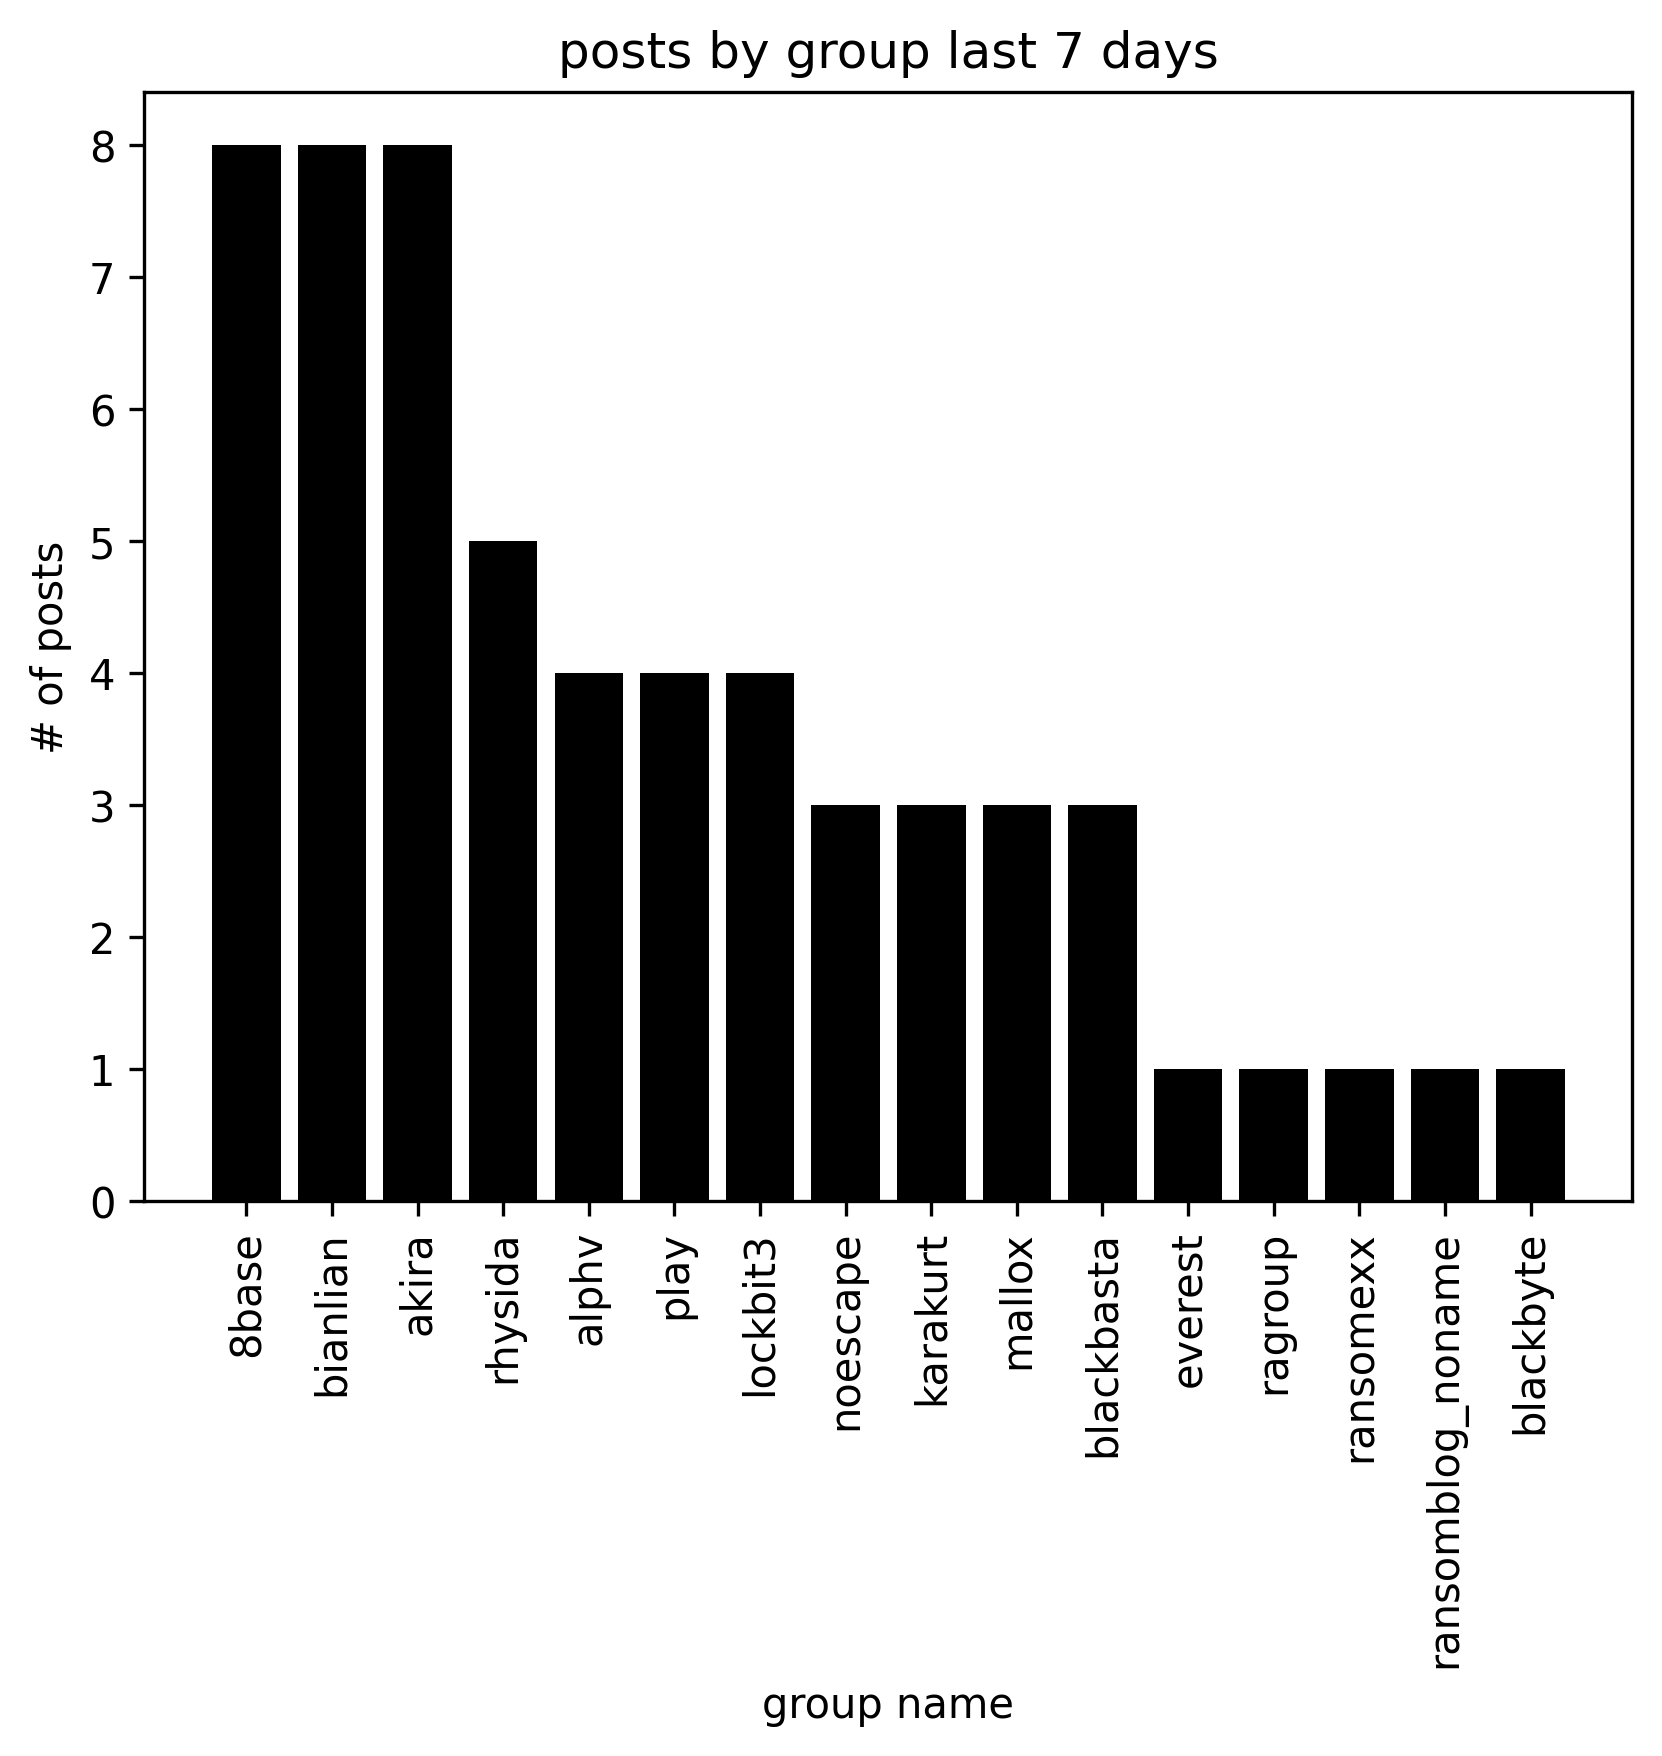 posts by group last 7 days
# of posts
8
7
6
5
4
3
2
1
0
8base
bianlian
akira
rhysida
alphv
play
lockbit3
noescape
karakurt
mallox
blackbasta
everest
ragroup
ransomexx
ransomblog_noname
blackbyte
group name